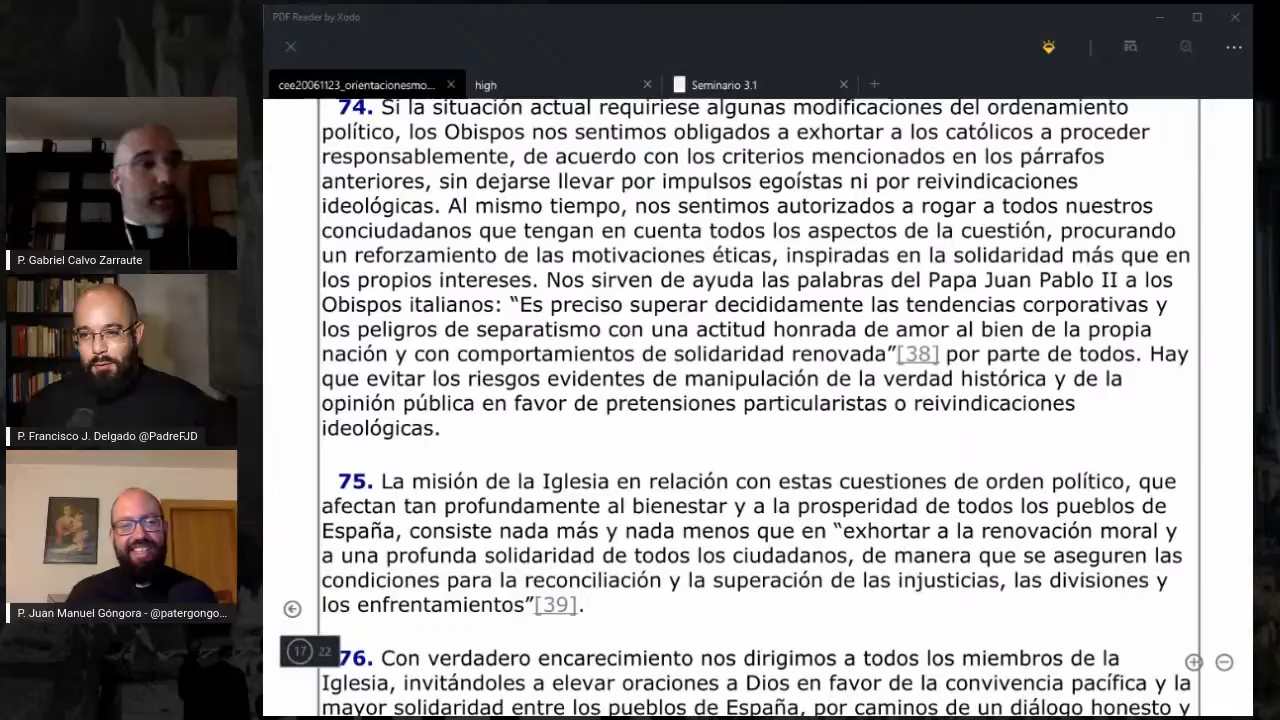 PDF Reader by Xodo
cee20061123_orientacionesmo...
high
Seminario 3.1
74. Si la situación actual requiriese algunas modificaciones del ordenamiento
político, los Obispos nos sentimos obligados a exhortar a los católicos a proceder
responsablemente, de acuerdo con los criterios mencionados en los párrafos
anteriores, sin dejarse llevar por impulsos egoístas ni por reivindicaciones
ideológicas. Al mismo tiempo, nos sentimos autorizados a rogar a todos nuestros
conciudadanos que tengan en cuenta todos los aspectos de la cuestión, procurando
un reforzamiento de las motivaciones éticas, inspiradas en la solidaridad más que en
los propios intereses. Nos sirven de ayuda las palabras del Papa Juan Pablo II a los
Obispos italianos: “Es preciso superar decididamente las tendencias corporativas y
los peligros de separatismo con una actitud honrada de amor al bien de la propia
nación y con comportamientos de solidaridad renovada”[38] por parte de todos. Hay
que evitar los riesgos evidentes de manipulación de la verdad histórica y de la
opinión pública en favor de pretensiones particularistas o reivindicaciones
ideológicas.
75. La misión de la Iglesia en relación con estas cuestiones de orden político, que
afectan tan profundamente al bienestar y a la prosperidad de todos los pueblos de
España, consiste nada más y nada menos que en “exhortar a la renovación moral y
a una profunda solidaridad de todos los ciudadanos, de manera que se aseguren las
condiciones para la reconciliación y la superación de las injusticias, las divisiones y
los enfrentamientos”[39].
17 22
76. Con verdadero encarecimiento nos dirigimos a todos los miembros de la
Iglesia, invitándoles a elevar oraciones a Dios en favor de la convivencia pacífica y la
mayor solidaridad entre los pueblos de España, por caminos de un diálogo honesto y
P. Gabriel Calvo Zarraute
P. Francisco J. Delgado @PadreFJD
P. Juan Manuel Góngora - @patergongo...